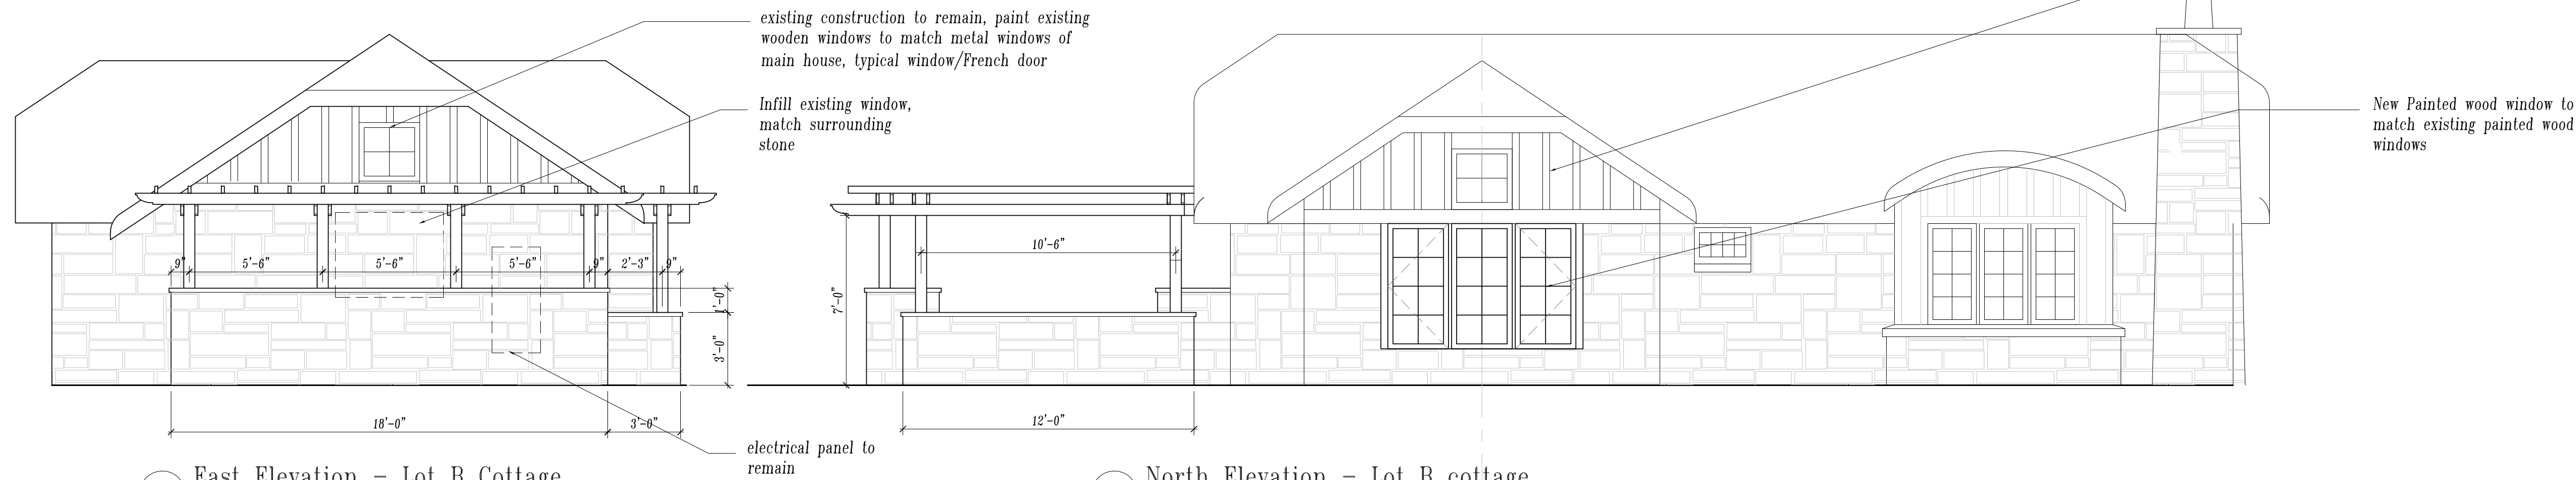 existing construction to remain, paint existing
wooden windows to match metal windows of
main house, typical window/French door
Infill existing window,
match surrounding
stone
New Painted wood window to
match existing painted wood
windows
9" 5'-6" 5'-6" 5'-6" 9" 2'-3" 9"
1'-0"
3'-0"
18'-0" 3'-0"
electrical panel to
remain
10'-6"
7'-0"
12'-0"
East Elevation - Lot B Cottage
North Elevation - Lot B cottage